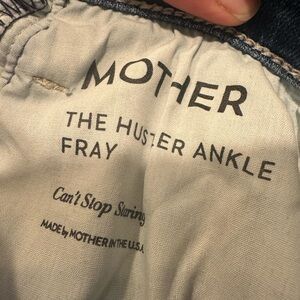 MOTHER
THE HUSTLER ANKLE
FRAY
Can't Stop Staring
MADE by MOTHER IN THE U.S.A.